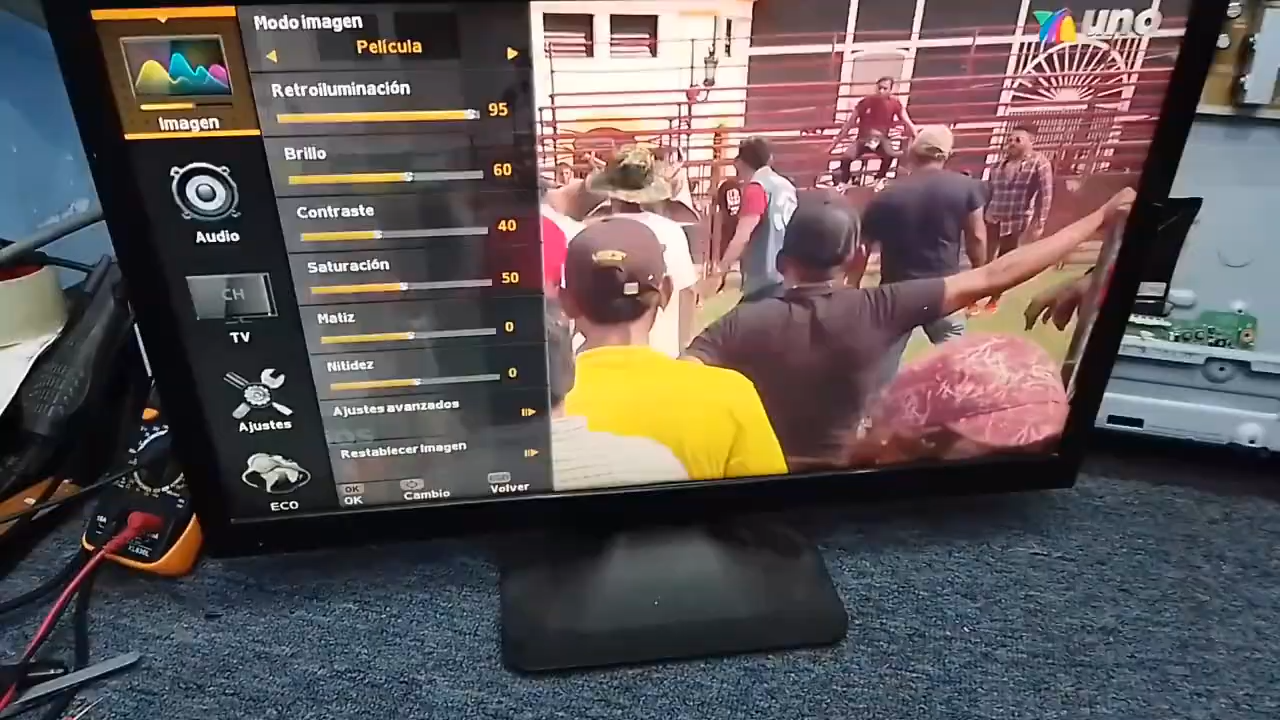 Modo imagen
Película
Retroiluminación
95
Brillo
60
Contraste
40
Saturación
50
Matiz
0
Nitidez
0
Ajustes avanzados
Restablecer Imagen
OK
OK
Cambio
Volver
Imagen
Audio
CH
TV
Ajustes
ECO
uno